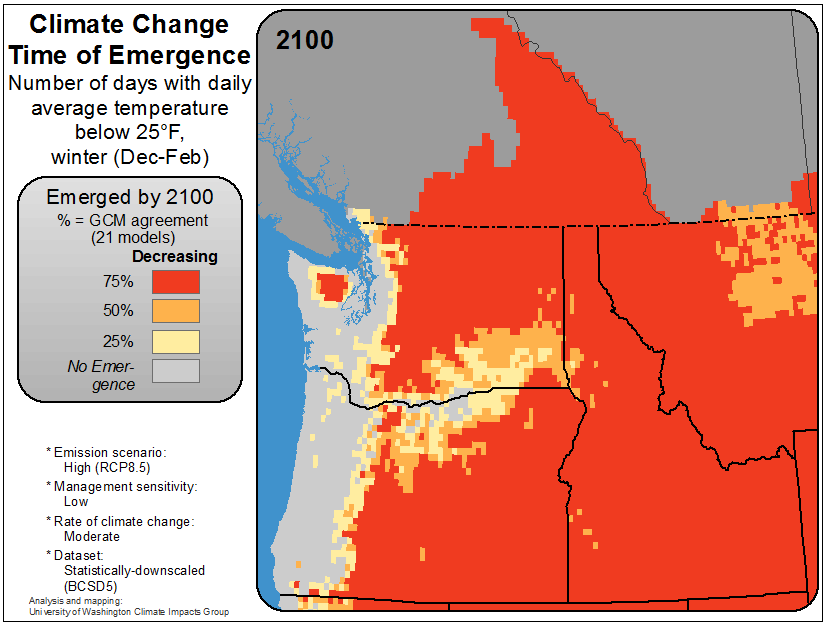 Climate Change
Time of Emergence
Number of days with daily
average temperature
below 25°F,
winter (Dec-Feb)
2100
Emerged by 2100
% = GCM agreement
(21 models)
Decreasing
75%
50%
25%
No Emer-
gence
* Emission scenario:
High (RCP8.5)
* Management sensitivity:
Low
* Rate of climate change:
Moderate
* Dataset:
Statistically-downscaled
(BCSD5)
Analysis and mapping:
University of Washington Climate Impacts Group